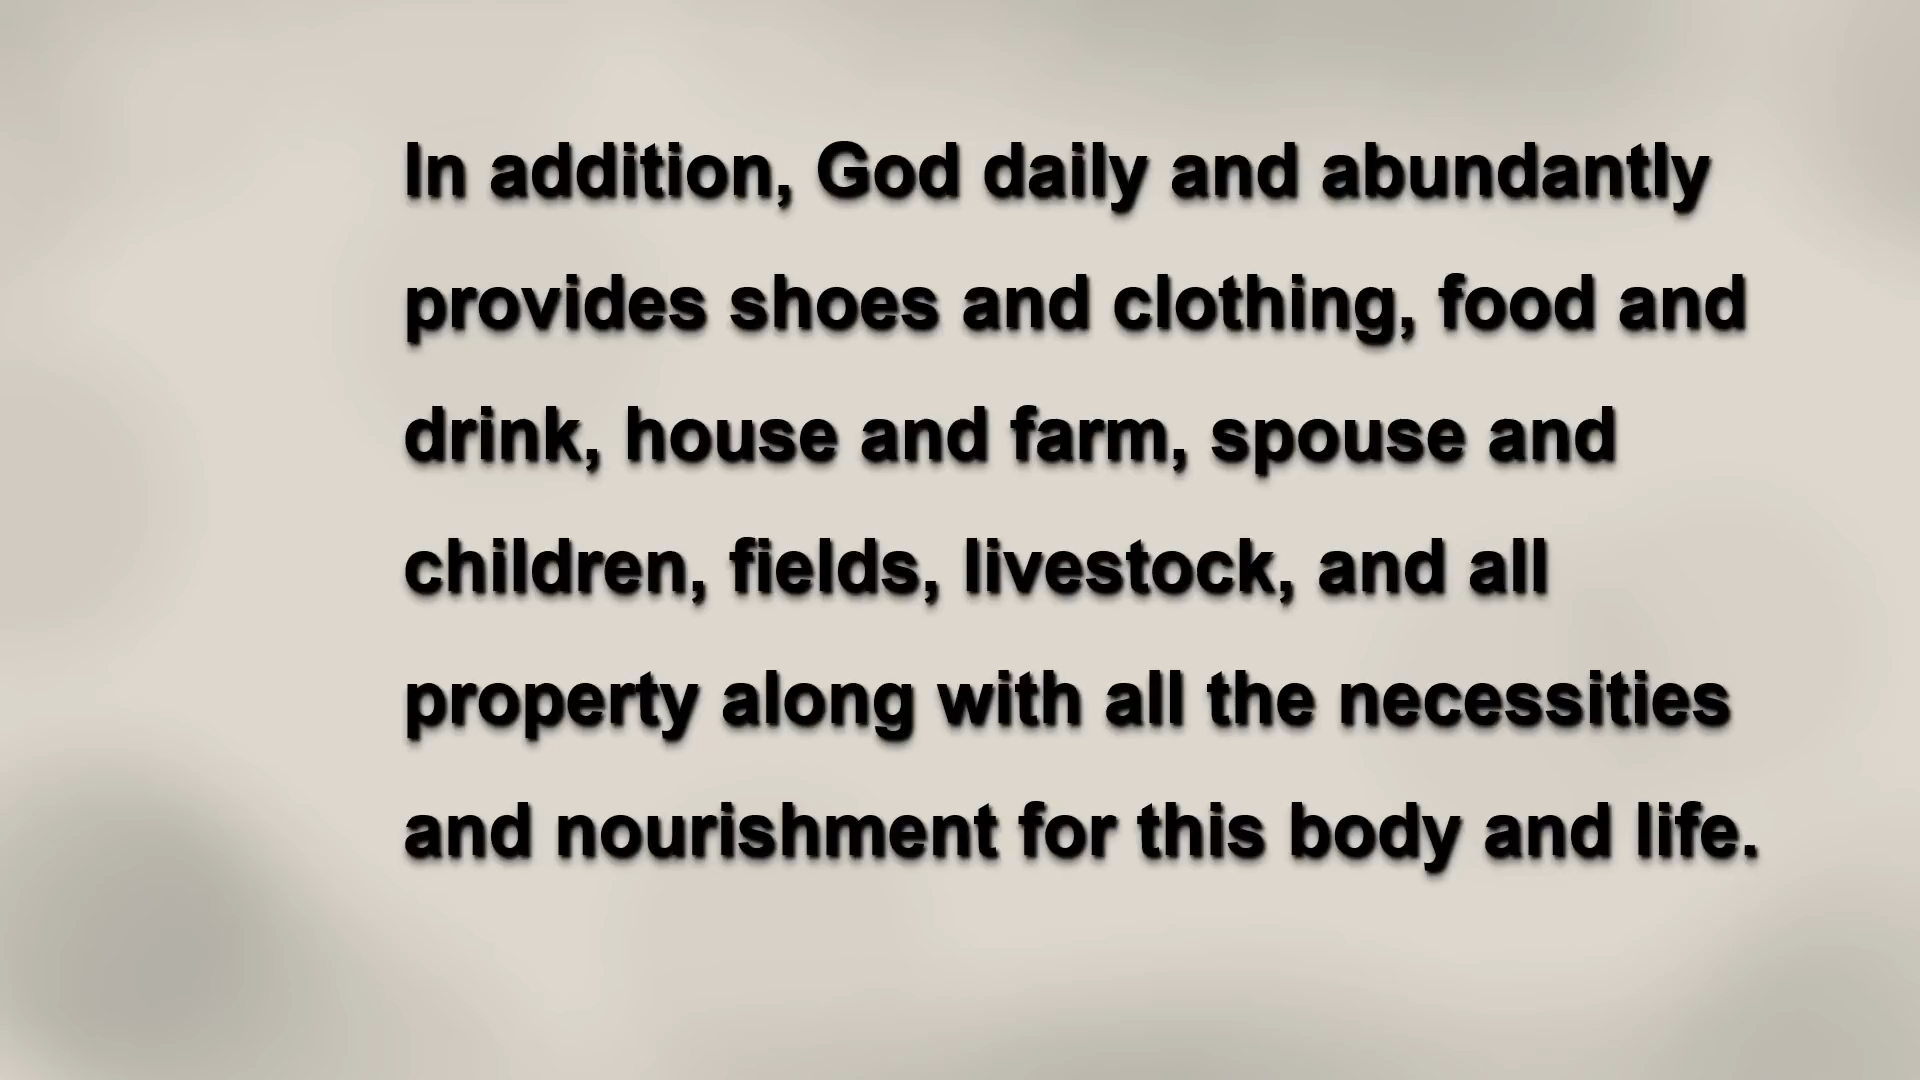 In addition, God daily and abundantly
provides shoes and clothing, food and
drink, house and farm, spouse and
children, fields, livestock, and all
property along with all the necessities
and nourishment for this body and life.